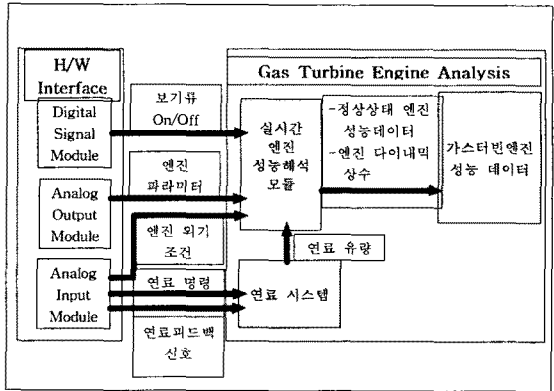 H/W
Interface
Digital
Signal
Module
Analog
Output
Module
Analog
Input
Module
보기류
On/Off
엔진
파라미터
엔진 외기
조건
연료 명령
연료피드백
신호
Gas Turbine Engine Analysis
실시간
엔진
성능해석
모듈
-정상상태 엔진
성능데이터
-엔진 다이내믹
상수
가스터빈엔진
성능 데이터
연료 유량
연료 시스템